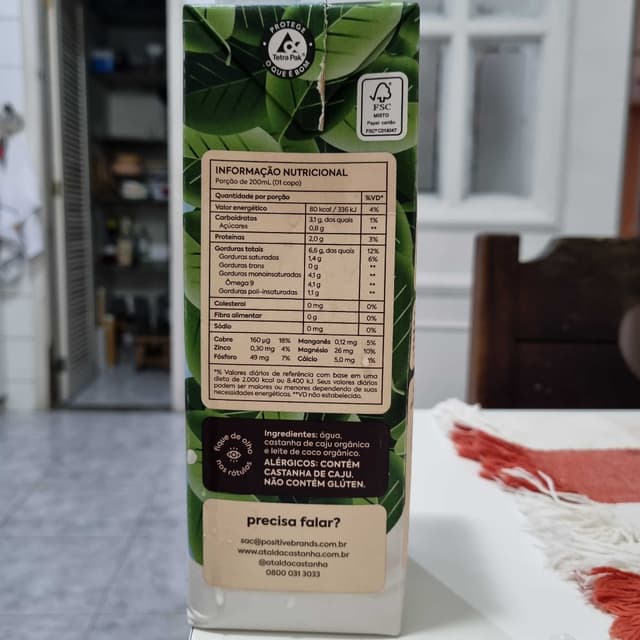 PROTEGE
Tetra Pak®
O QUE É BOM
FSC
MISTO
Papel cartão
FSC® C014047
INFORMAÇÃO NUTRICIONAL
Porção de 200mL (01 copo)
Quantidade por porção %VD*
Valor energético 80 kcal / 336 kJ 4%
Carboidratos 3,1 g, dos quais 1%
Açúcares 0,8 g **
Proteínas 2,0 g 3%
Gorduras totais 6,6 g, das quais 12%
Gorduras saturadas 1,4 g 6%
Gorduras trans 0 g **
Gorduras monoinsaturadas 4,1 g **
Ômega 9 4,1 g **
Gorduras poli-insaturadas 1,1 g **
Colesterol 0 mg 0%
Fibra alimentar 0 g 0%
Sódio 0 mg 0%
Cobre 160 µg 18% Manganês 0,12 mg 5%
Zinco 0,30 mg 4% Magnésio 26 mg 10%
Fósforo 49 mg 7% Cálcio 5,0 mg 1%
*% Valores diários de referência com base em uma
dieta de 2.000 kcal ou 8.400 kJ. Seus valores diários
podem ser maiores ou menores dependendo de suas
necessidades energéticas. **VD não estabelecido.
fique de olho
nos rótulos
Ingredientes: água,
castanha de caju orgânica
e leite de coco orgânico.
ALÉRGICOS: CONTÉM
CASTANHA DE CAJU.
NÃO CONTÉM GLÚTEN.
precisa falar?
sac@positivebrands.com.br
www.ataldacastanha.com.br
@ataldacastanha
0800 031 3033